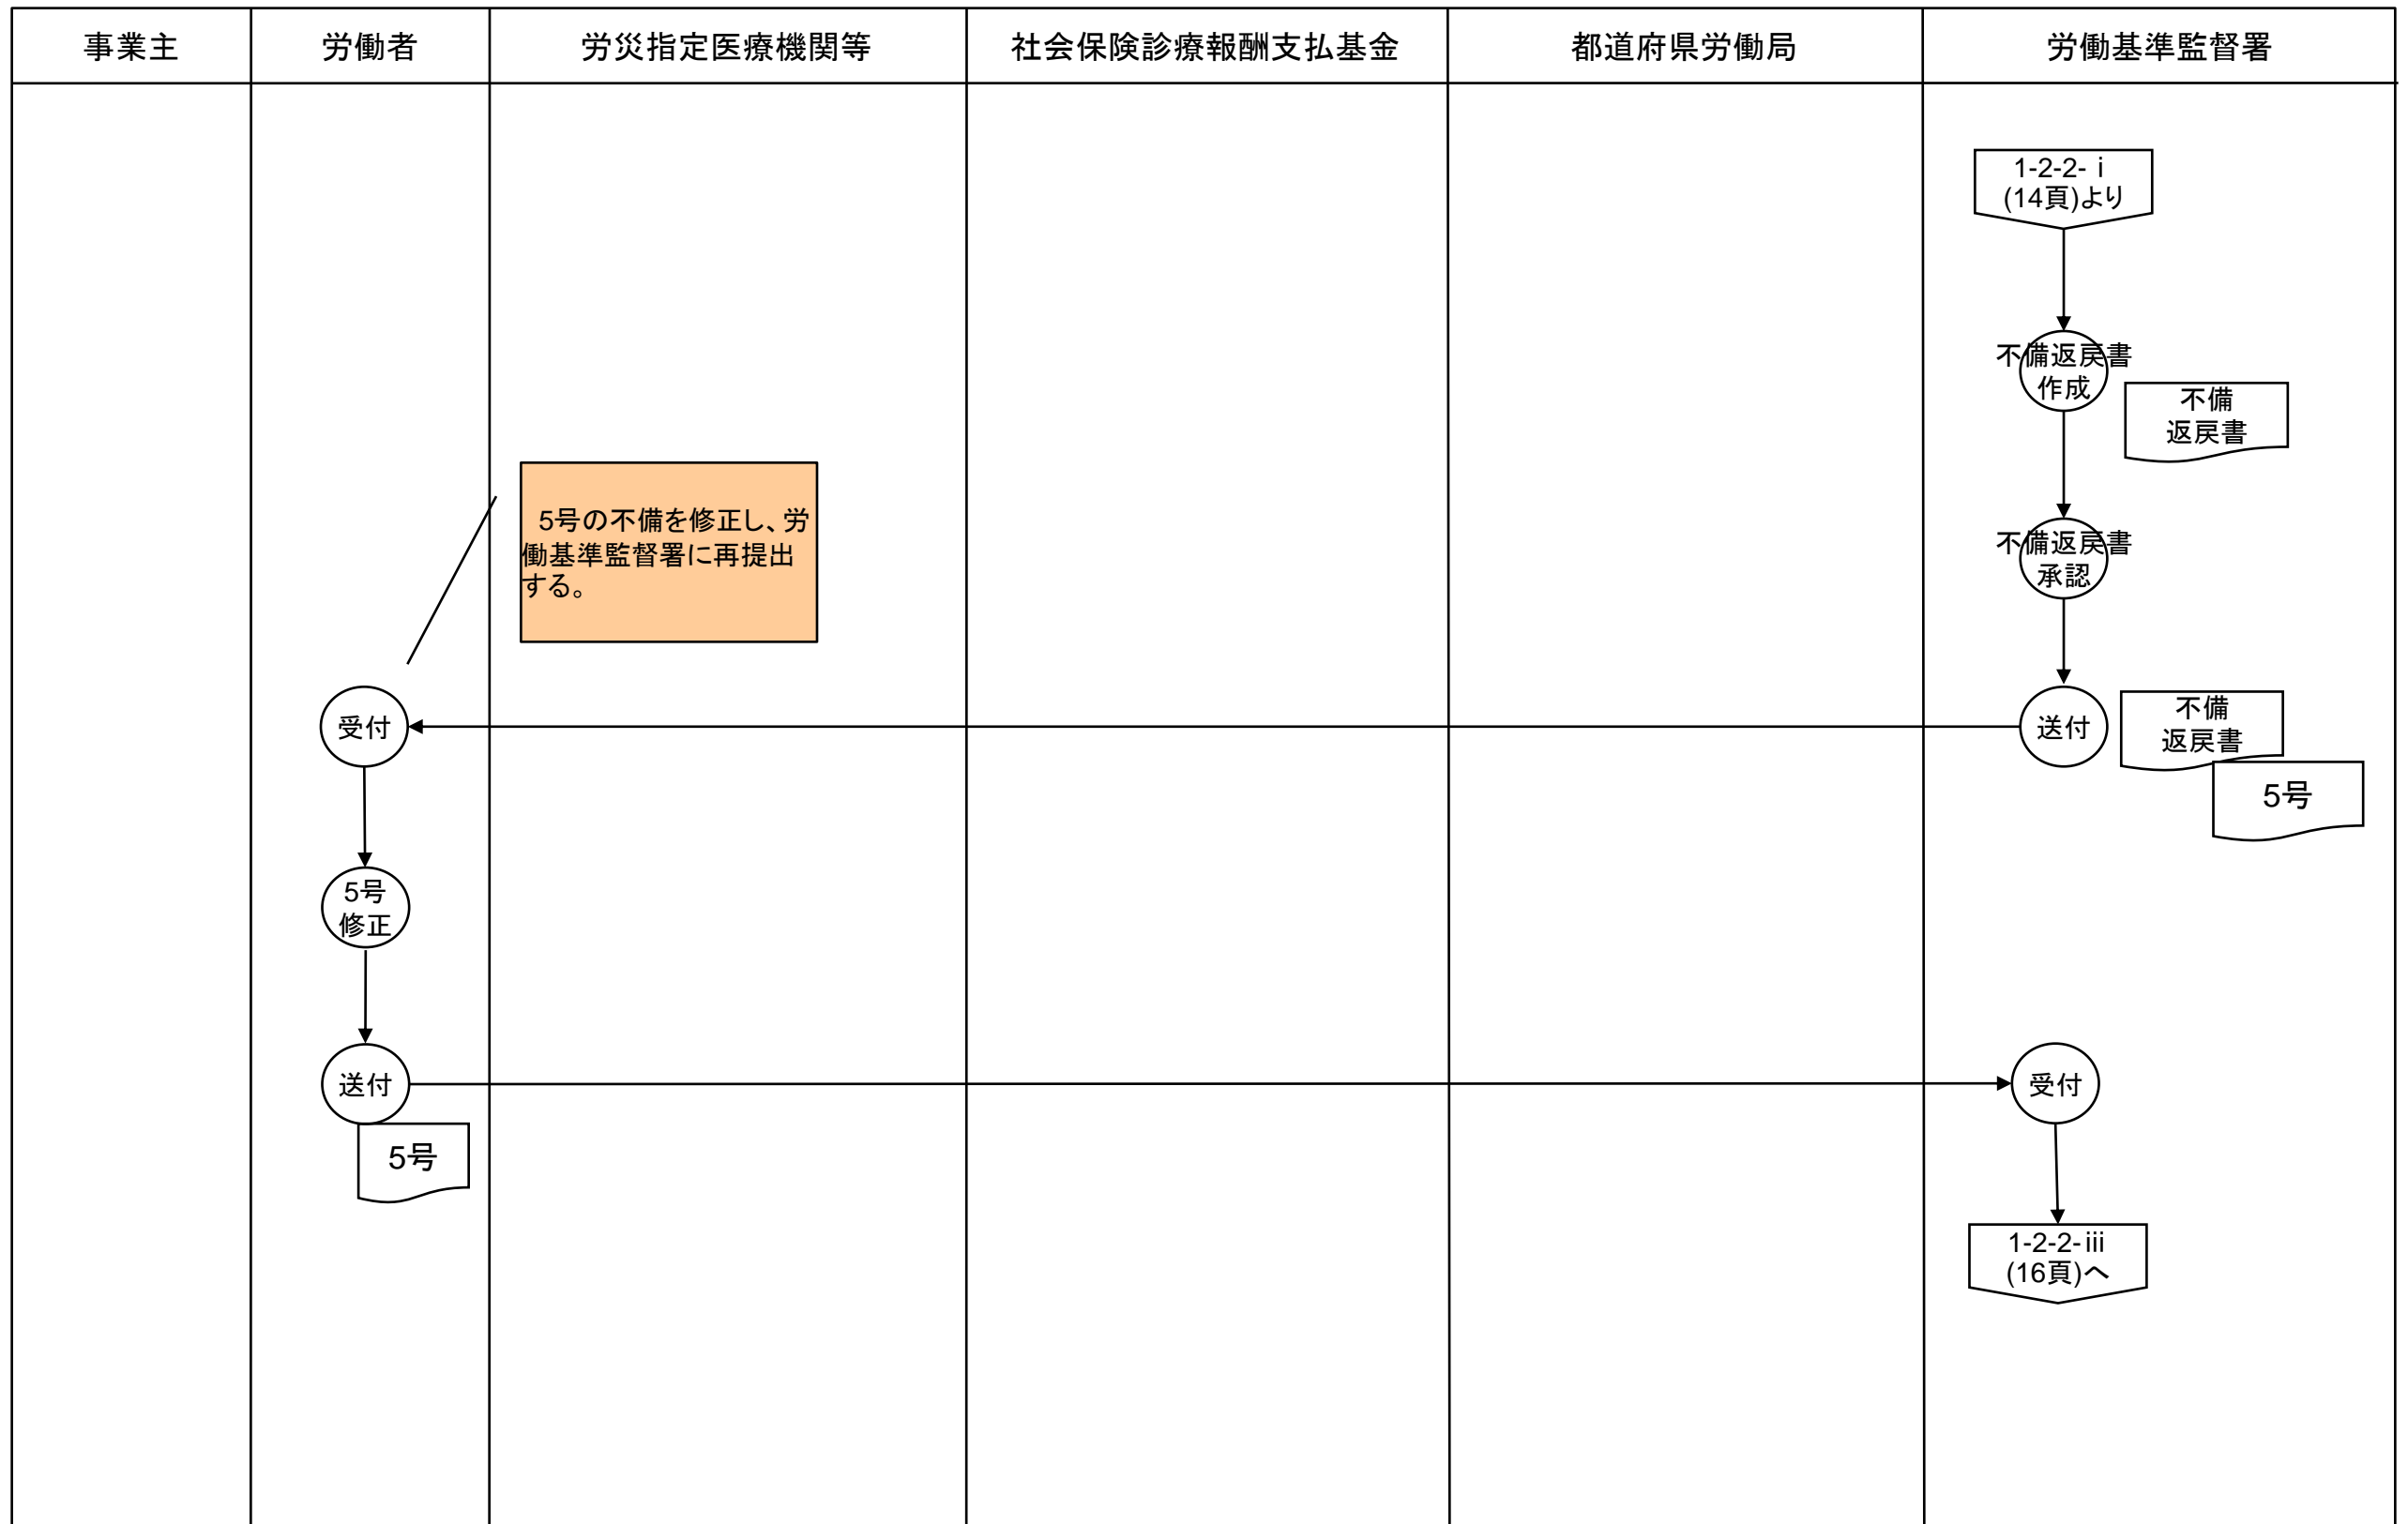 事業主
労働者
労災指定医療機関等
社会保険診療報酬支払基金
都道府県労働局
労働基準監督署
1-2-2-ⅰ
(14頁)より
不備返戻書
作成
不備
返戻書
5号の不備を修正し、労
働基準監督署に再提出
する。
不備返戻書
承認
受付
送付
不備
返戻書
5号
5号
修正
送付
受付
5号
1-2-2-ⅲ
(16頁)へ